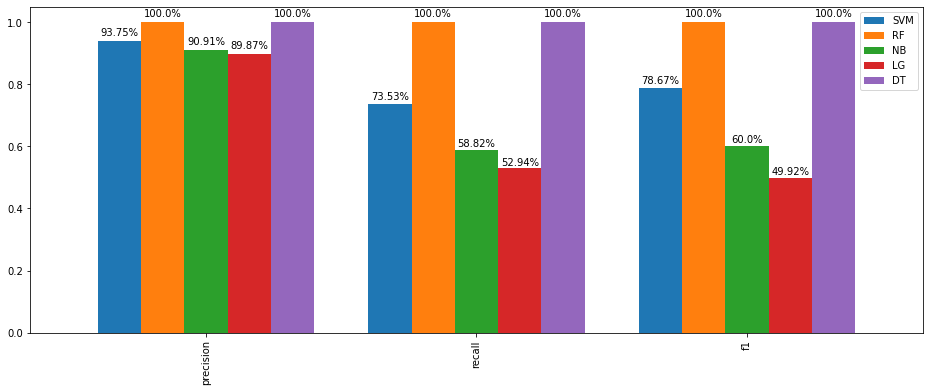 100.0% 100.0% 100.0% 100.0% 100.0% 100.0%
93.75% 90.91% 89.87%
73.53% 58.82% 52.94%
78.67% 60.0% 49.92%
SVM
RF
NB
LG
DT
1.0
0.8
0.6
0.4
0.2
0.0
precision
recall
f1